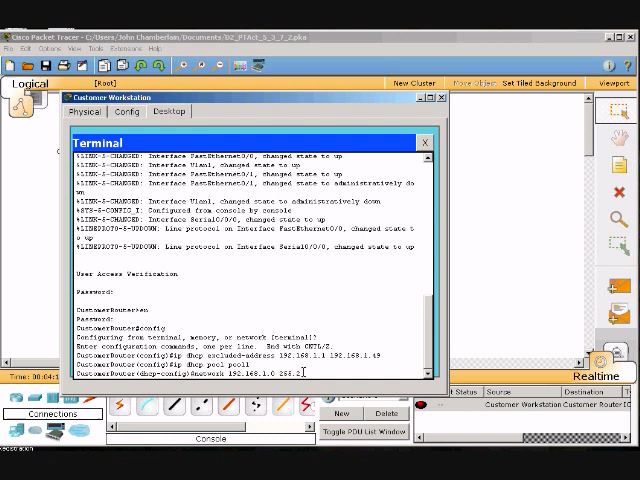 Cisco Packet Tracer - C:/Users/John Chamberlain/Documents/D2_PTAct_5_3_7_2.pka
File Edit Options View Tools Extensions Help
Logical
[Root]
New Cluster
Move Object
Set Tiled Background
Viewport
Customer Workstation
Physical Config Desktop
Terminal
X
%LINK-5-CHANGED: Interface FastEthernet0/0, changed state to up
%LINK-5-CHANGED: Interface Vlan1, changed state to up
%LINK-5-CHANGED: Interface FastEthernet0/1, changed state to up
%LINK-5-CHANGED: Interface FastEthernet0/1, changed state to administratively do
wn
%LINK-5-CHANGED: Interface Vlan1, changed state to administratively down
%SYS-5-CONFIG_I: Configured from console by console
%LINK-5-CHANGED: Interface Serial0/0/0, changed state to up
%LINEPROTO-5-UPDOWN: Line protocol on Interface FastEthernet0/0, changed state t
o up
%LINEPROTO-5-UPDOWN: Line protocol on Interface Serial0/0/0, changed state to up
User Access Verification
Password:
CustomerRouter>en
Password:
CustomerRouter#config
Configuring from terminal, memory, or network [terminal]?
Enter configuration commands, one per line. End with CNTL/Z.
CustomerRouter(config)#ip dhcp excluded-address 192.168.1.1 192.168.1.49
CustomerRouter(config)#ip dhcp pool pool1
CustomerRouter(dhcp-config)#network 192.168.1.0 255.2
Time: 00:04:1
Realtime
Status Source Destination
Customer Workstation Customer Router IC
Connections
Console
New
Delete
Toggle PDU List Window